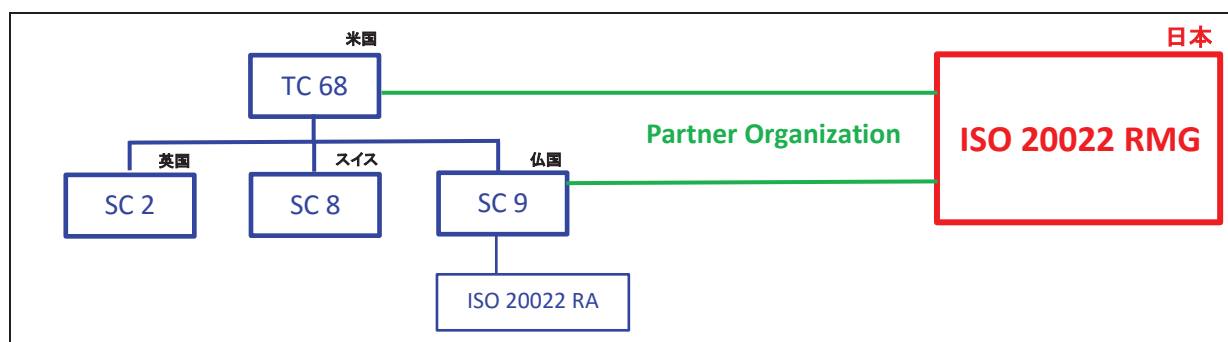 米国
日本
TC 68
Partner Organization
ISO 20022 RMG
英国
スイス
仏国
SC 2
SC 8
SC 9
ISO 20022 RA